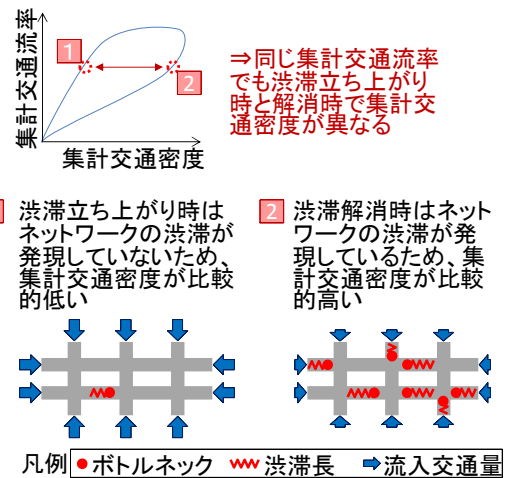 集計交通流率
1
2
集計交通密度
⇒同じ集計交通流率
でも渋滞立ち上がり
時と解消時で集計交
通密度が異なる
渋滞立ち上がり時は
ネットワークの渋滞が
発現していないため、
集計交通密度が比較
的低い
2 渋滞解消時はネット
ワークの渋滞が発
現しているため、集
計交通密度が比較
的高い
凡例 ボトルネック 渋滞長 流入交通量